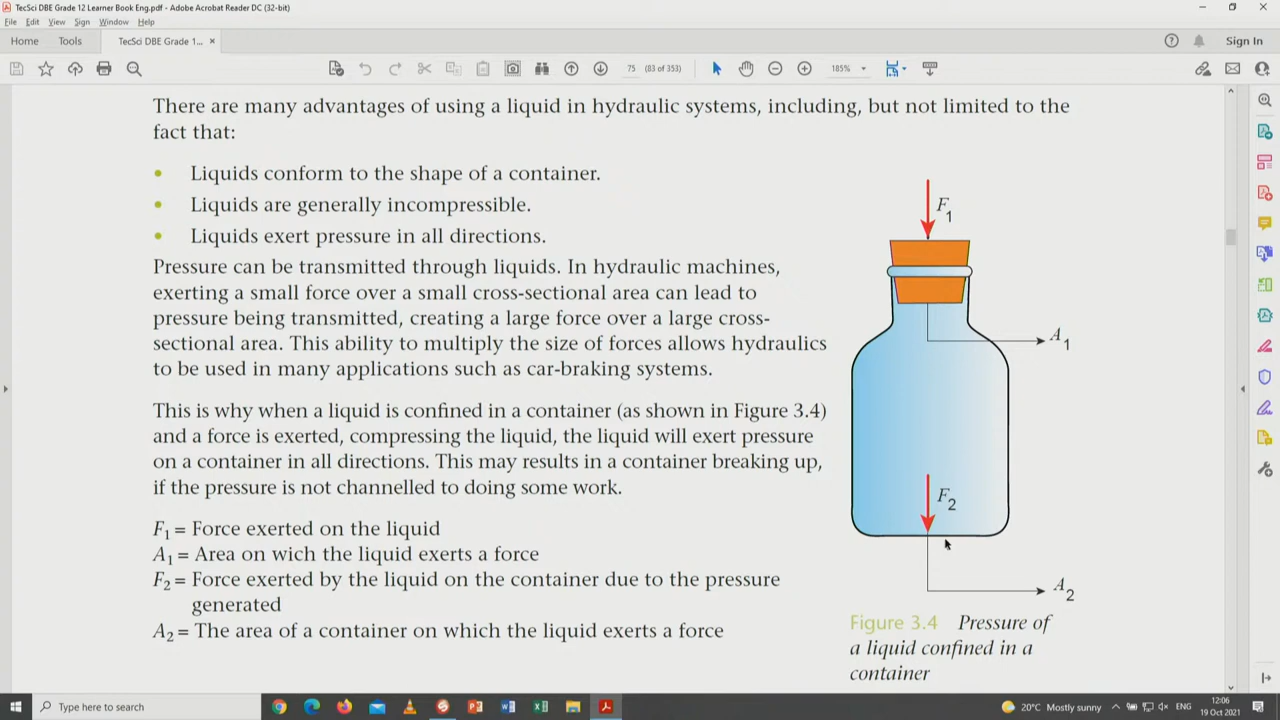 TecSci DBE Grade 12 Learner Book Eng.pdf - Adobe Acrobat Reader DC (32-bit)
File Edit View Sign Window Help
Home Tools TecSci DBE Grade 1... × Sign In
75 (83 of 353) 185%
There are many advantages of using a liquid in hydraulic systems, including, but not limited to the
fact that:
• Liquids conform to the shape of a container.
• Liquids are generally incompressible.
• Liquids exert pressure in all directions.
Pressure can be transmitted through liquids. In hydraulic machines,
exerting a small force over a small cross-sectional area can lead to
pressure being transmitted, creating a large force over a large cross-
sectional area. This ability to multiply the size of forces allows hydraulics
to be used in many applications such as car-braking systems.
This is why when a liquid is confined in a container (as shown in Figure 3.4)
and a force is exerted, compressing the liquid, the liquid will exert pressure
on a container in all directions. This may results in a container breaking up,
if the pressure is not channelled to doing some work.
F1 = Force exerted on the liquid
A1 = Area on wich the liquid exerts a force
F2 = Force exerted by the liquid on the container due to the pressure
generated
A2 = The area of a container on which the liquid exerts a force
F1
A1
F2
A2
Figure 3.4 Pressure of
a liquid confined in a
container
Type here to search
20°C Mostly sunny
ENG
12:06
19 Oct 2021